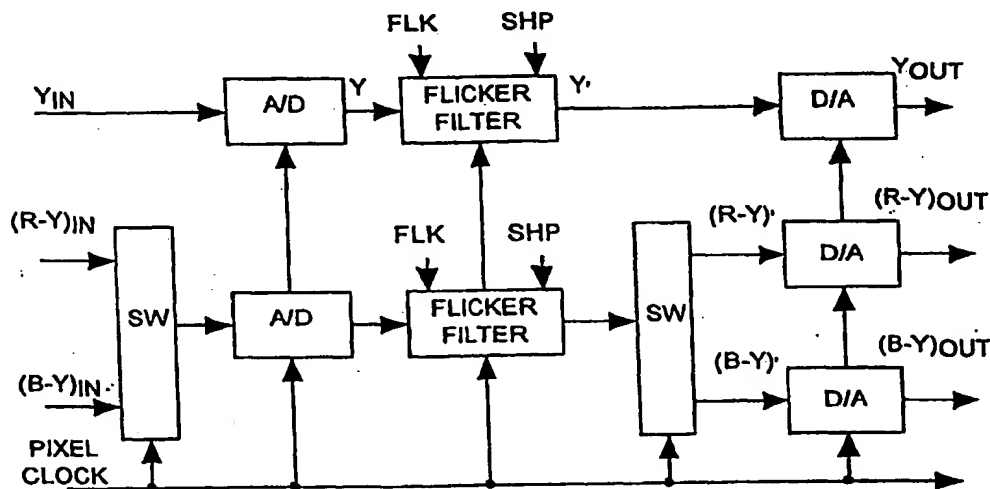 FLK SHP
YIN A/D Y FLICKER FILTER Y' D/A YOUT
(R-Y)IN
FLK SHP
(R-Y)' D/A (R-Y)OUT
SW A/D FLICKER FILTER SW
(B-Y)IN
(B-Y)' D/A (B-Y)OUT
PIXEL
CLOCK